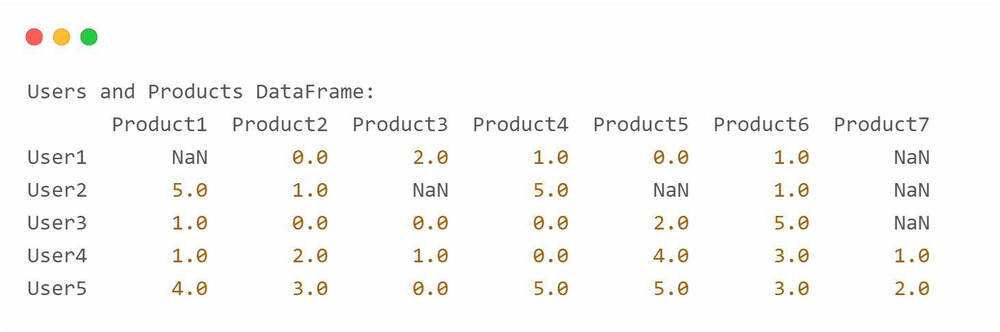 Users and Products DataFrame:
       Product1  Product2  Product3  Product4  Product5  Product6  Product7
User1       NaN       0.0       2.0       1.0       0.0       1.0       NaN
User2       5.0       1.0       NaN       5.0       NaN       1.0       NaN
User3       1.0       0.0       0.0       0.0       2.0       5.0       NaN
User4       1.0       2.0       1.0       0.0       4.0       3.0       1.0
User5       4.0       3.0       0.0       5.0       5.0       3.0       2.0